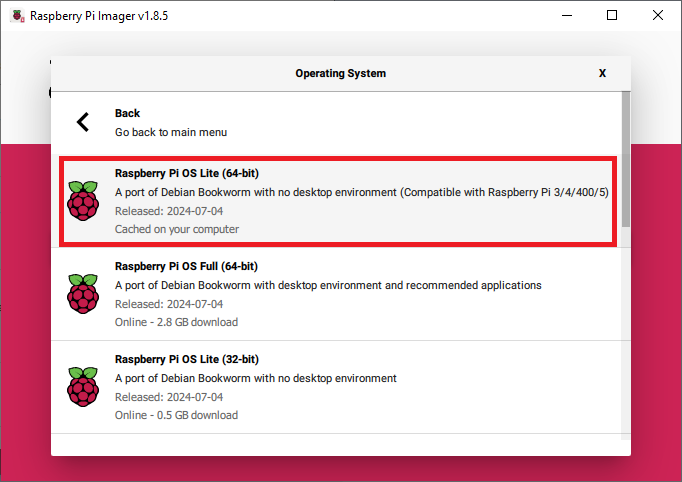 Raspberry Pi Imager v1.8.5
Operating System
X
Back
Go back to main menu
Raspberry Pi OS Lite (64-bit)
A port of Debian Bookworm with no desktop environment (Compatible with Raspberry Pi 3/4/400/5)
Released: 2024-07-04
Cached on your computer
Raspberry Pi OS Full (64-bit)
A port of Debian Bookworm with desktop environment and recommended applications
Released: 2024-07-04
Online - 2.8 GB download
Raspberry Pi OS Lite (32-bit)
A port of Debian Bookworm with no desktop environment
Released: 2024-07-04
Online - 0.5 GB download